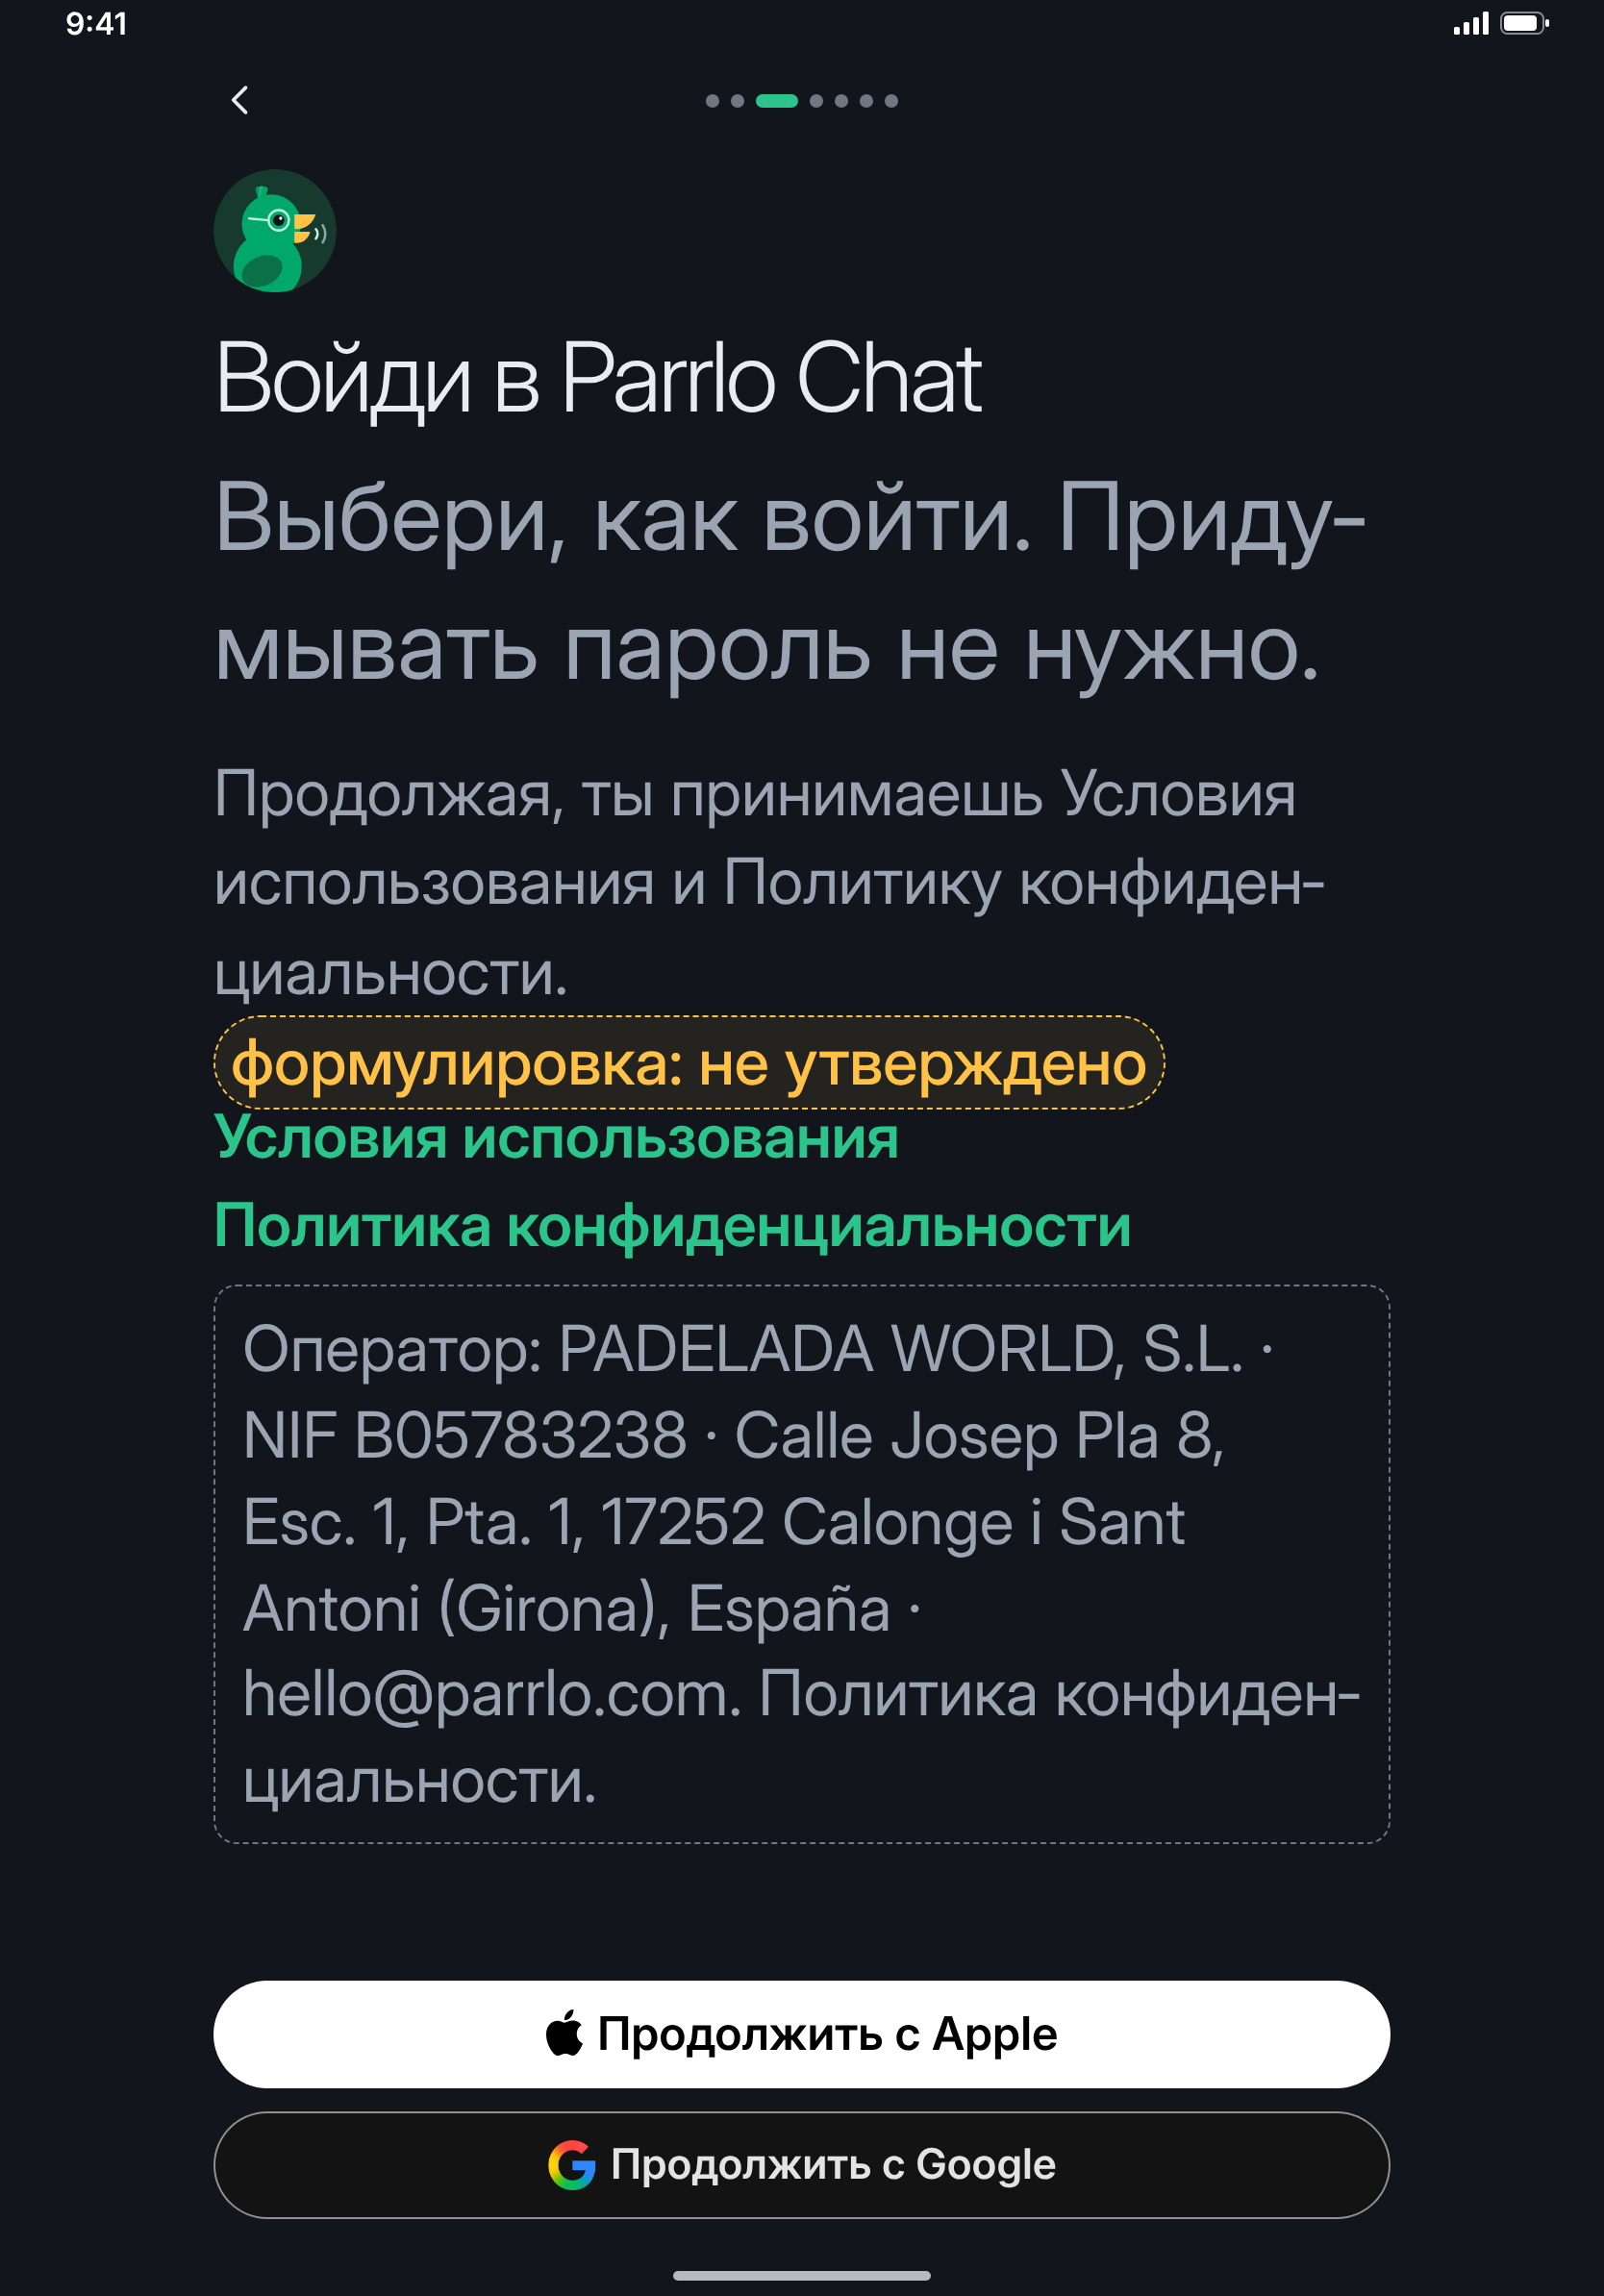 9:41
Войди в Parrlo Chat
Выбери, как войти. Приду-
мывать пароль не нужно.
Продолжая, ты принимаешь Условия
использования и Политику конфиден-
циальности.
формулировка: не утверждено
Условия использования
Политика конфиденциальности
Оператор: PADELADA WORLD, S.L. ·
NIF B05783238 · Calle Josep Pla 8,
Esc. 1, Pta. 1, 17252 Calonge i Sant
Antoni (Girona), España ·
hello@parrlo.com. Политика конфиден-
циальности.
Продолжить с Apple
Продолжить с Google